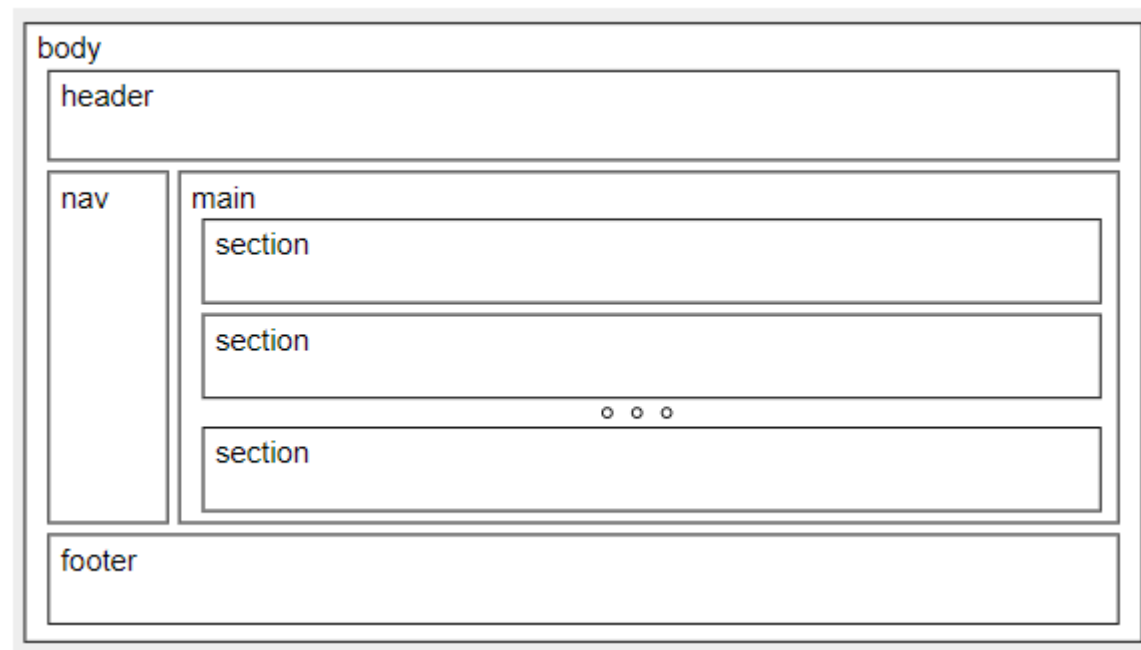 body
header
nav
main
section
section
section
footer